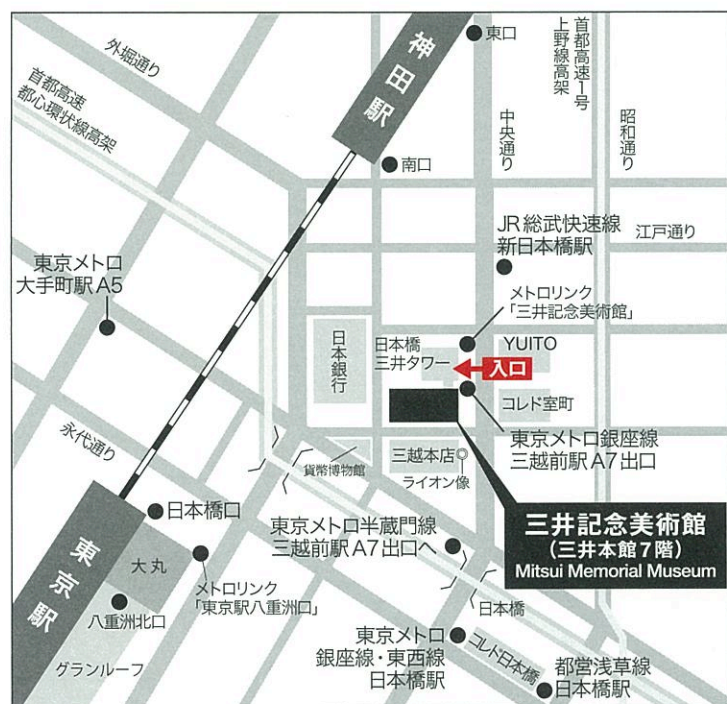 外堀通り
首都高速
都心環状線高架
神田駅
東口
首都高速1号
上野線高架
中央通り
昭和通り
南口
江戸通り
JR総武快速線
新日本橋駅
東京メトロ
大手町駅A5
メトロリンク
「三井記念美術館」
日本銀行
日本橋
三井タワー
YUITO
入口
コレド室町
永代通り
貨幣博物館
三越本店
ライオン像
東京メトロ銀座線
三越前駅A7出口
三井記念美術館
(三井本館7階)
Mitsui Memorial Museum
日本橋口
東京駅
大丸
メトロリンク
「東京駅八重洲口」
東京メトロ半蔵門線
三越前駅A7出口へ
日本橋
八重洲北口
グランルーフ
東京メトロ
銀座線・東西線
日本橋駅
コレド日本橋
都営浅草線
日本橋駅